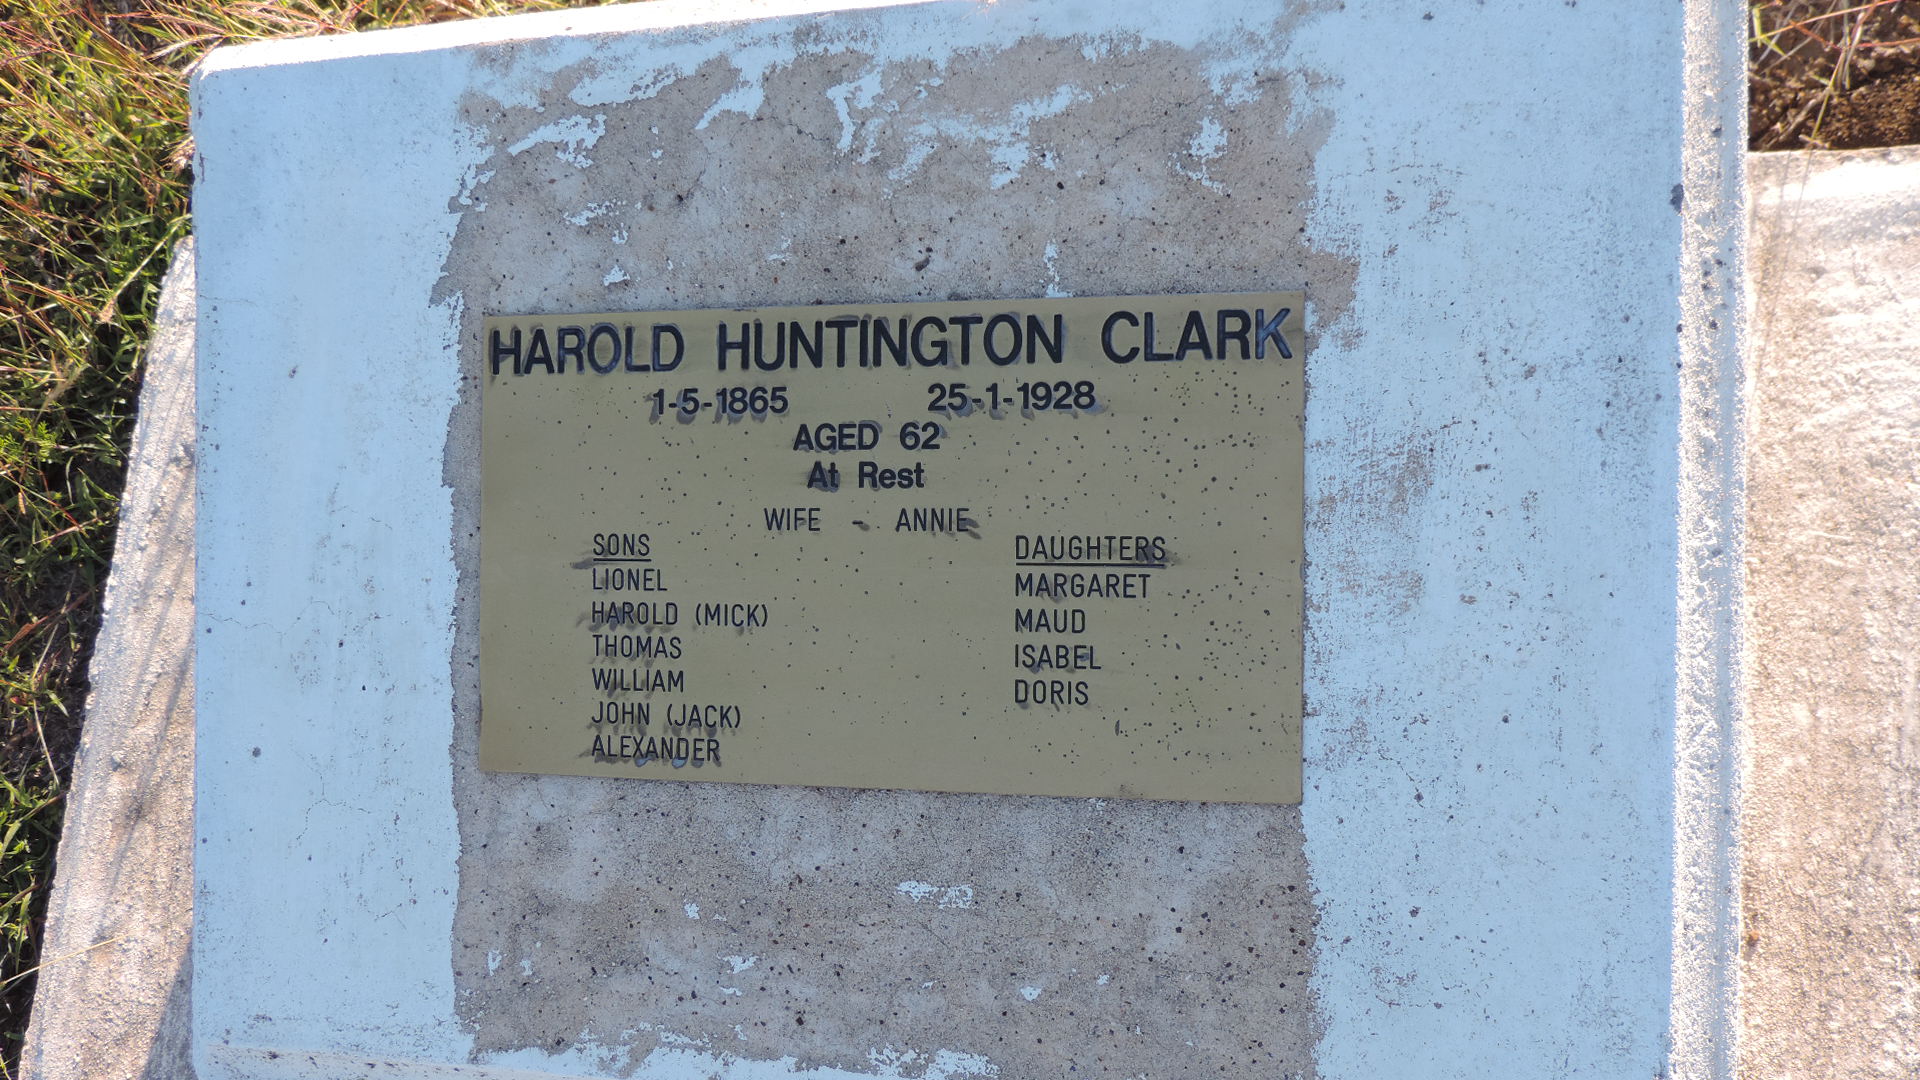 HAROLD HUNTINGTON CLARK
1-5-1865 25-1-1928
AGED 62
At Rest
WIFE - ANNIE
SONS
LIONEL
HAROLD (MICK)
THOMAS
WILLIAM
JOHN (JACK)
ALEXANDER
DAUGHTERS
MARGARET
MAUD
ISABEL
DORIS